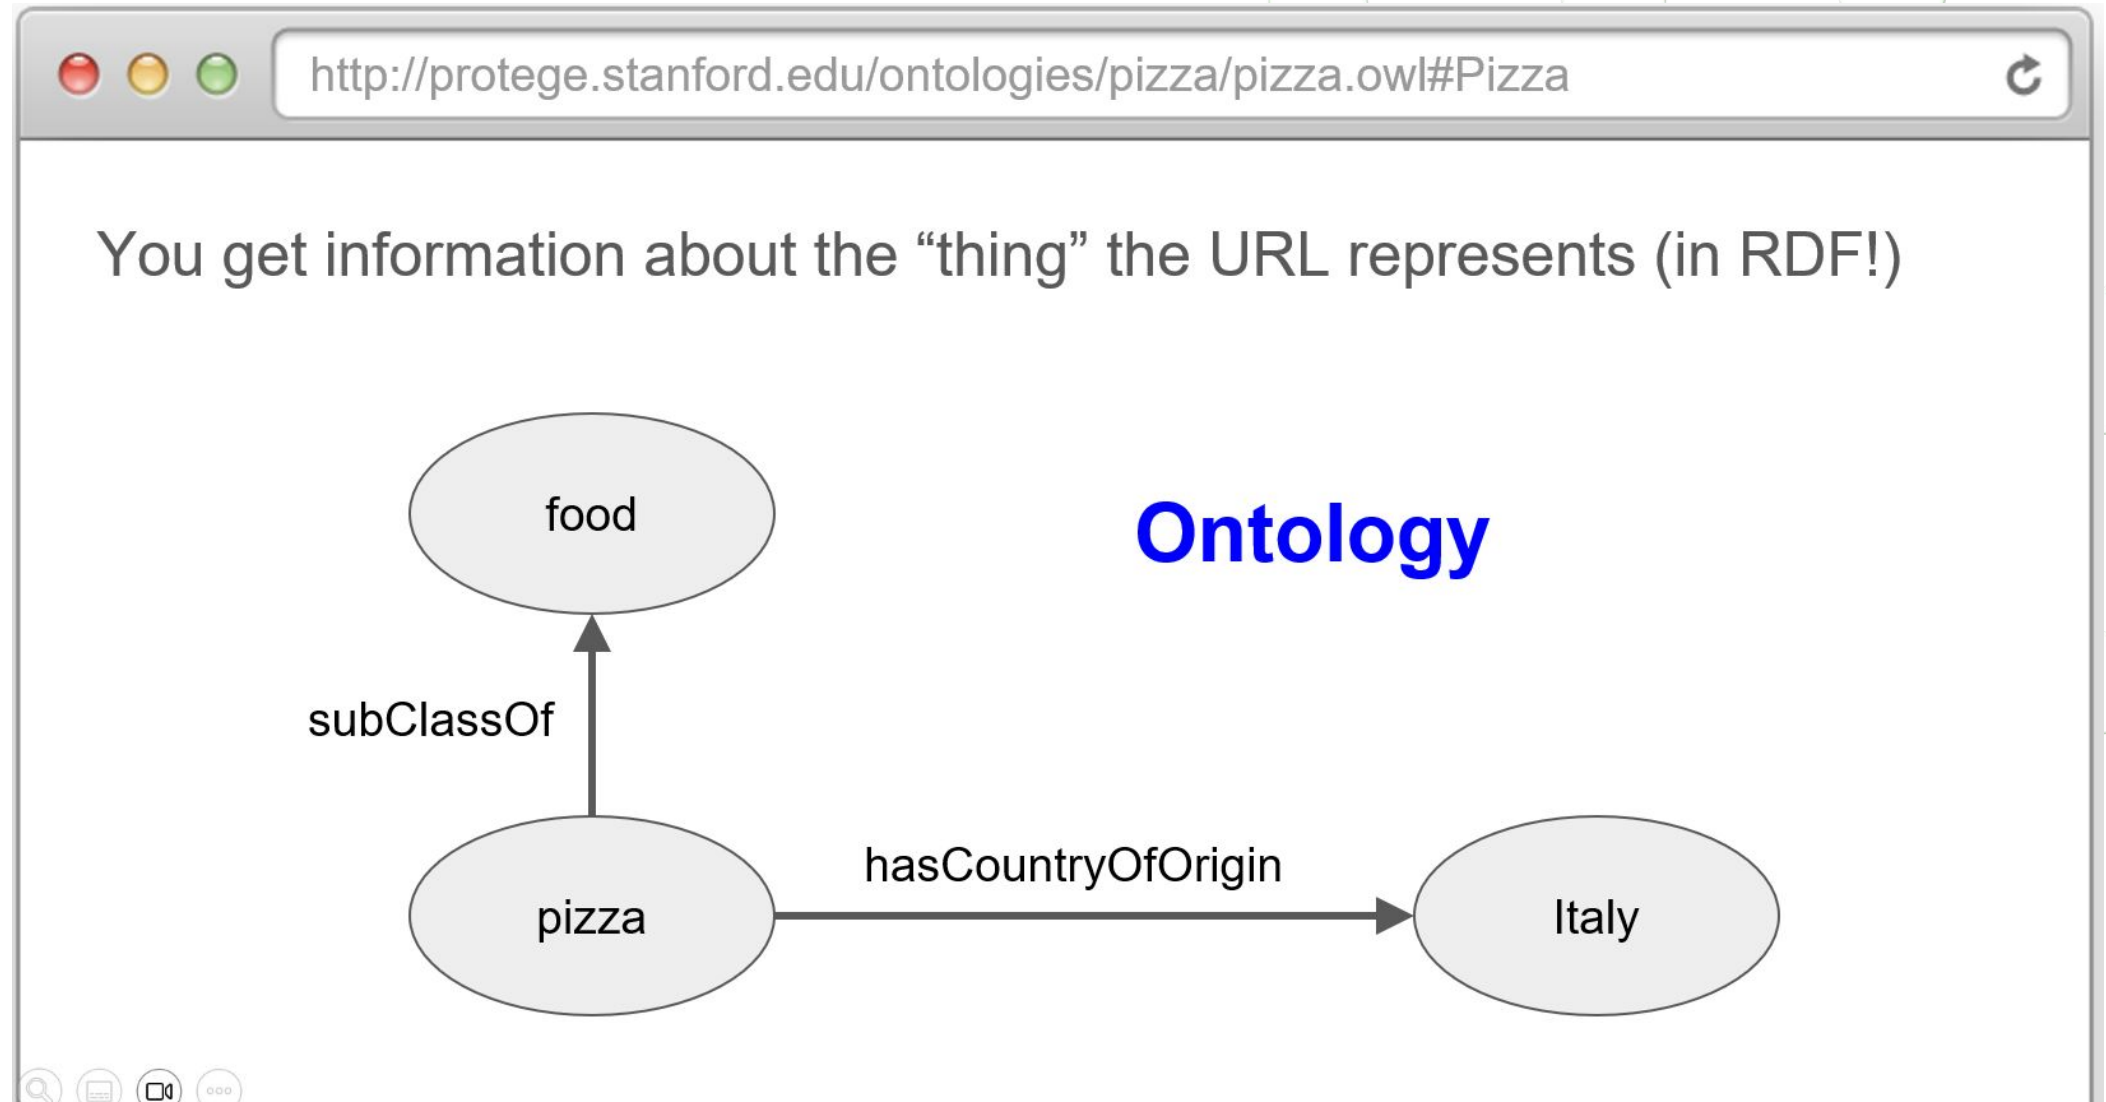 http://protege.stanford.edu/ontologies/pizza/pizza.owl#Pizza
You get information about the “thing” the URL represents (in RDF!)
food
Ontology
subClassOf
hasCountryOfOrigin
pizza
Italy